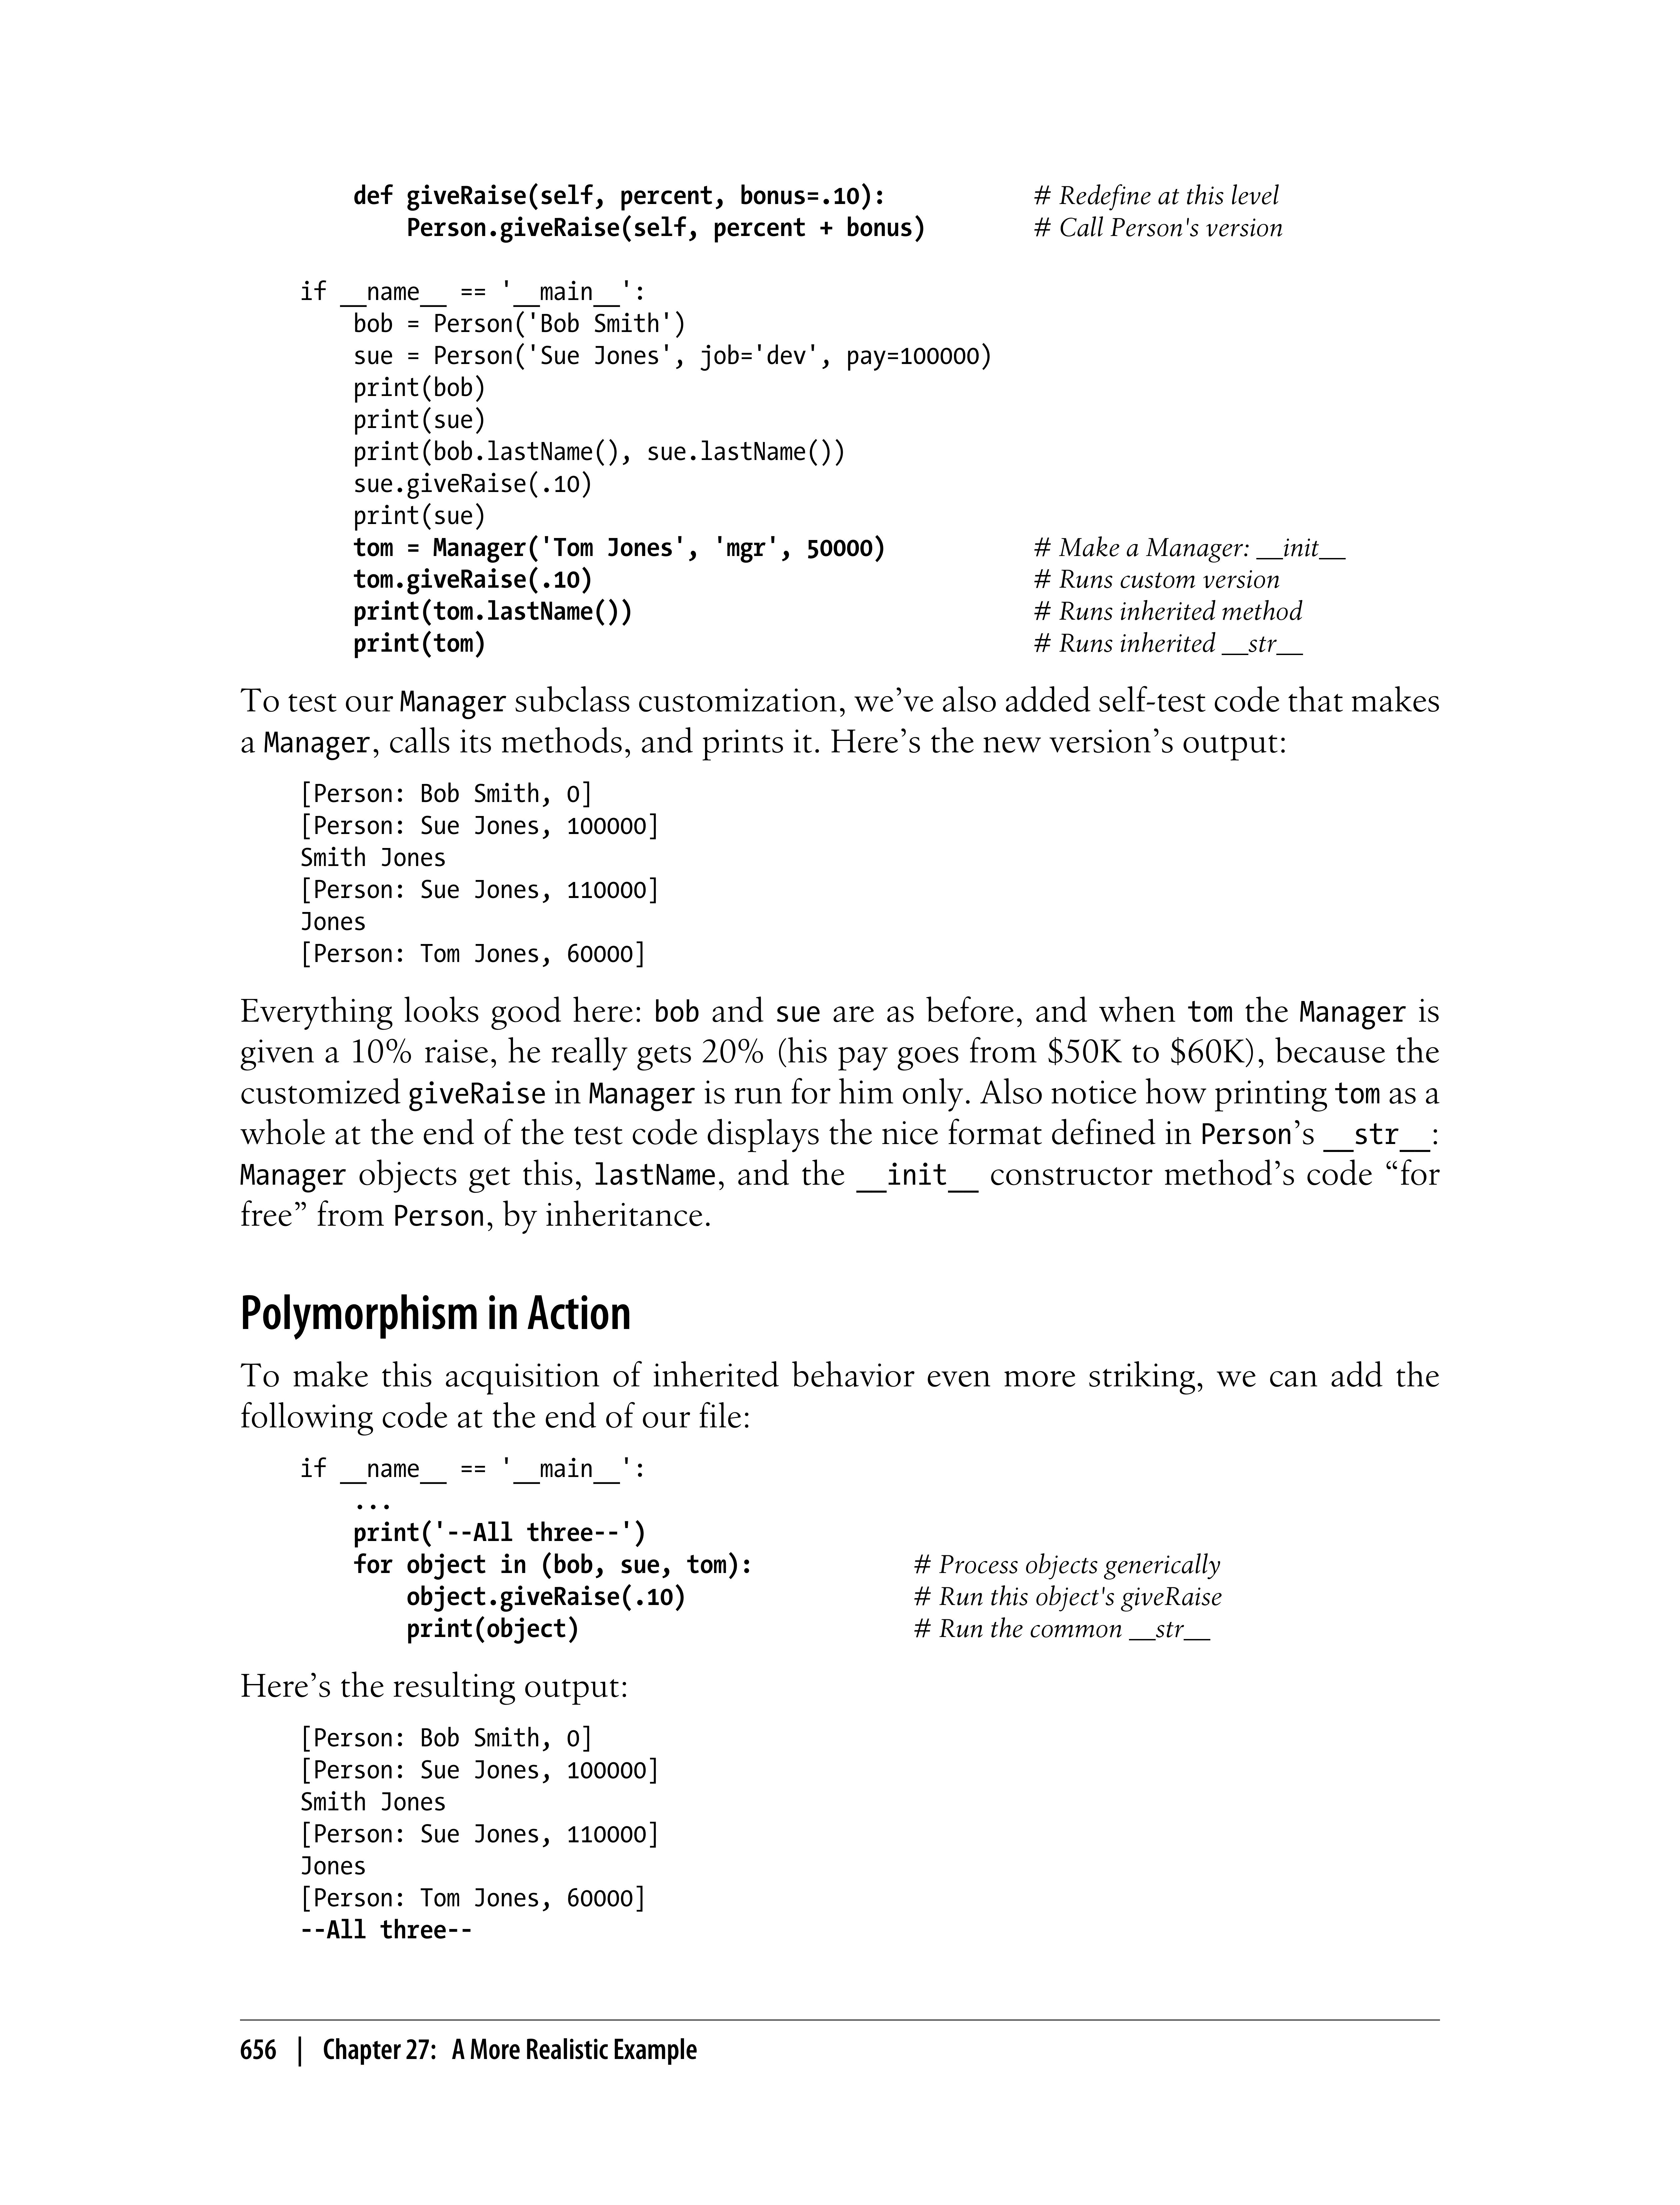 def giveRaise(self, percent, bonus=.10):           # Redefine at this level
        Person.giveRaise(self, percent + bonus)        # Call Person's version

if __name__ == '__main__':
    bob = Person('Bob Smith')
    sue = Person('Sue Jones', job='dev', pay=100000)
    print(bob)
    print(sue)
    print(bob.lastName(), sue.lastName())
    sue.giveRaise(.10)
    print(sue)
    tom = Manager('Tom Jones', 'mgr', 50000)           # Make a Manager: __init__
    tom.giveRaise(.10)                                 # Runs custom version
    print(tom.lastName())                              # Runs inherited method
    print(tom)                                         # Runs inherited __str__
To test our Manager subclass customization, we’ve also added self-test code that makes
a Manager, calls its methods, and prints it. Here’s the new version’s output:
[Person: Bob Smith, 0]
[Person: Sue Jones, 100000]
Smith Jones
[Person: Sue Jones, 110000]
Jones
[Person: Tom Jones, 60000]
Everything looks good here: bob and sue are as before, and when tom the Manager is
given a 10% raise, he really gets 20% (his pay goes from $50K to $60K), because the
customized giveRaise in Manager is run for him only. Also notice how printing tom as a
whole at the end of the test code displays the nice format defined in Person’s __str__:
Manager objects get this, lastName, and the __init__ constructor method’s code “for
free” from Person, by inheritance.
Polymorphism in Action
To make this acquisition of inherited behavior even more striking, we can add the
following code at the end of our file:
if __name__ == '__main__':
    ...
    print('--All three--')
    for object in (bob, sue, tom):            # Process objects generically
        object.giveRaise(.10)                 # Run this object's giveRaise
        print(object)                         # Run the common __str__
Here’s the resulting output:
[Person: Bob Smith, 0]
[Person: Sue Jones, 100000]
Smith Jones
[Person: Sue Jones, 110000]
Jones
[Person: Tom Jones, 60000]
--All three--
656 | Chapter 27: A More Realistic Example